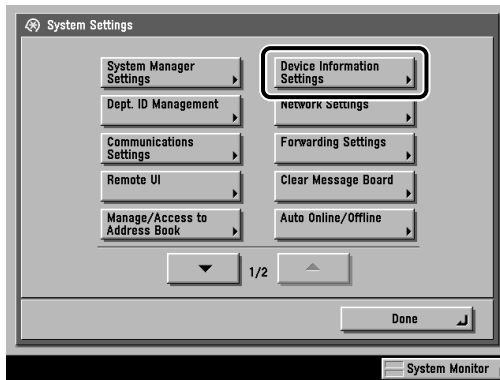 System Settings
System Manager
Settings
Device Information
Settings
Dept. ID Management
Network Settings
Communications
Settings
Forwarding Settings
Remote UI
Clear Message Board
Manage/Access to
Address Book
Auto Online/Offline
1/2
Done
System Monitor